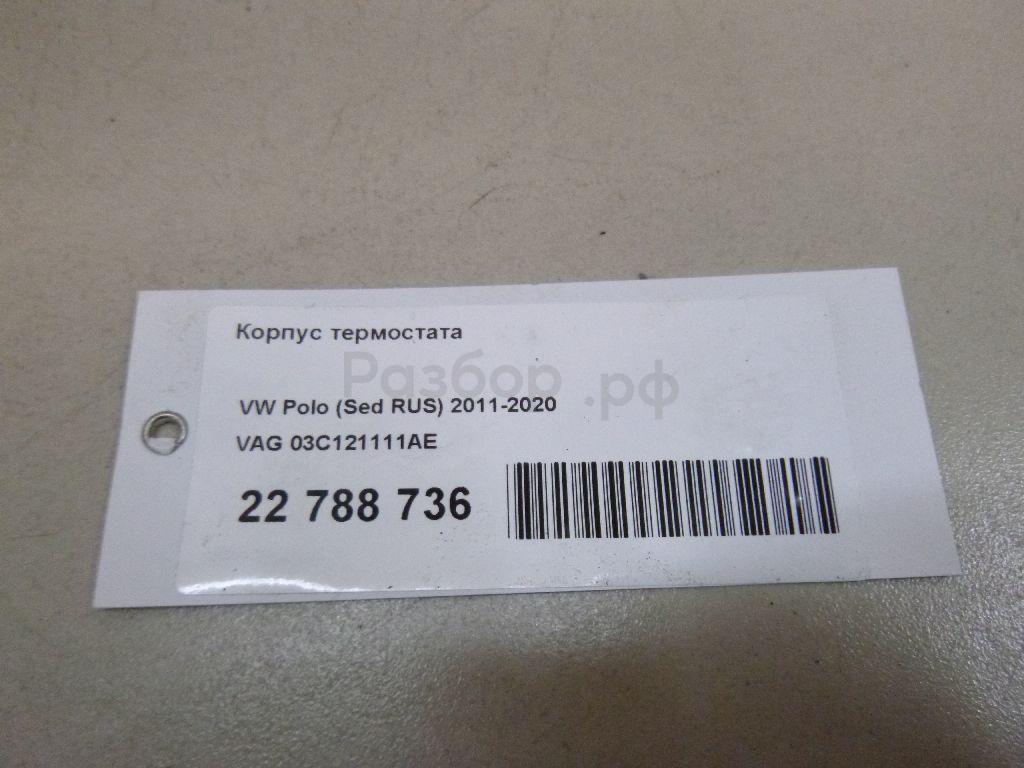 Корпус термостата
Разбор.рф
VW Polo (Sed RUS) 2011-2020
VAG 03C121111AE
22 788 736